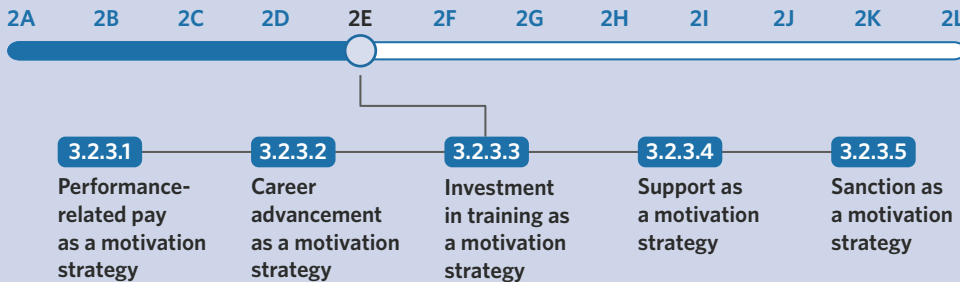 2A 2B 2C 2D 2E 2F 2G 2H 2I 2J 2K 2L
3.2.3.1 3.2.3.2 3.2.3.3 3.2.3.4 3.2.3.5
Performance-
related pay
as a motivation
strategy
Career
advancement
as a motivation
strategy
Investment
in training as
a motivation
strategy
Support as
a motivation
strategy
Sanction as
a motivation
strategy